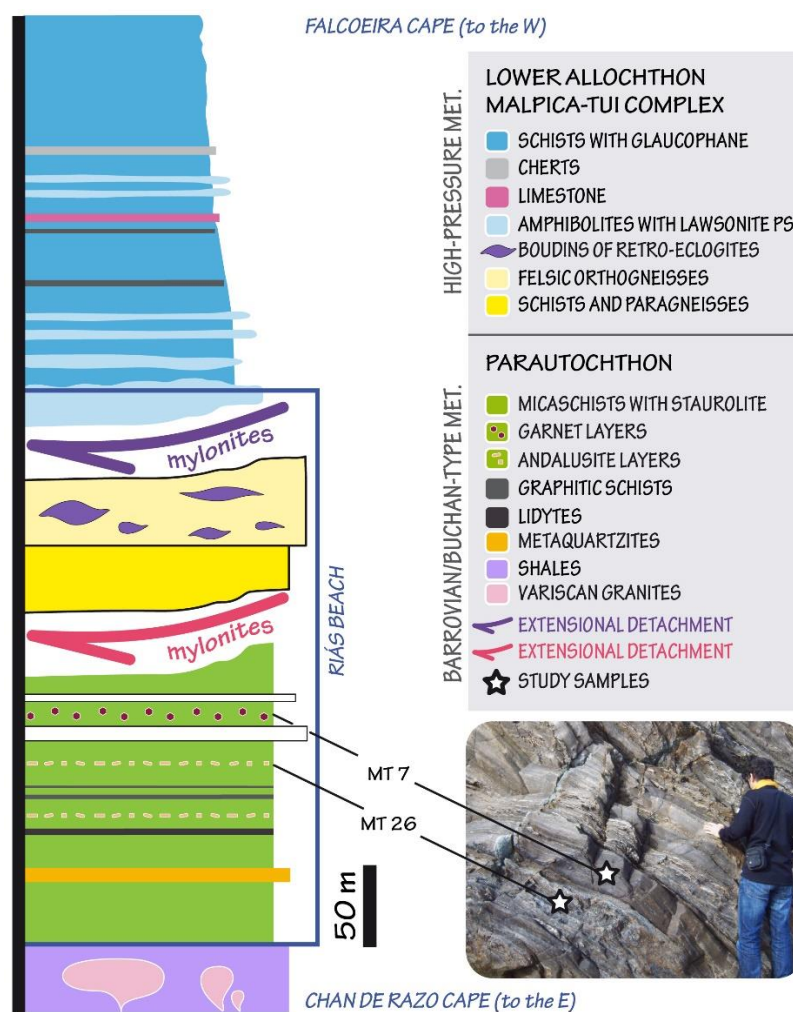 FALCOEIRA CAPE (to the W)
HIGH-PRESSURE MET.
LOWER ALLOCHTHON
MALPICA-TUI COMPLEX
SCHISTS WITH GLAUCOPHANE
CHERTS
LIMESTONE
AMPHIBOLITES WITH LAWSONITE PS
BOUDINS OF RETRO-ECLOGITES
FELSIC ORTHOGNEISSES
SCHISTS AND PARAGNEISSES
BARROVIAN/BUCHAN-TYPE MET.
PARAUTOCHTHON
MICASCHISTS WITH STAUROLITE
GARNET LAYERS
ANDALUSITE LAYERS
GRAPHITIC SCHISTS
LIDYTES
METAQUARTZITES
SHALES
VARISCAN GRANITES
EXTENSIONAL DETACHMENT
EXTENSIONAL DETACHMENT
STUDY SAMPLES
mylonites
mylonites
RIÁS BEACH
MT 7
MT 26
50 m
CHAN DE RAZO CAPE (to the E)